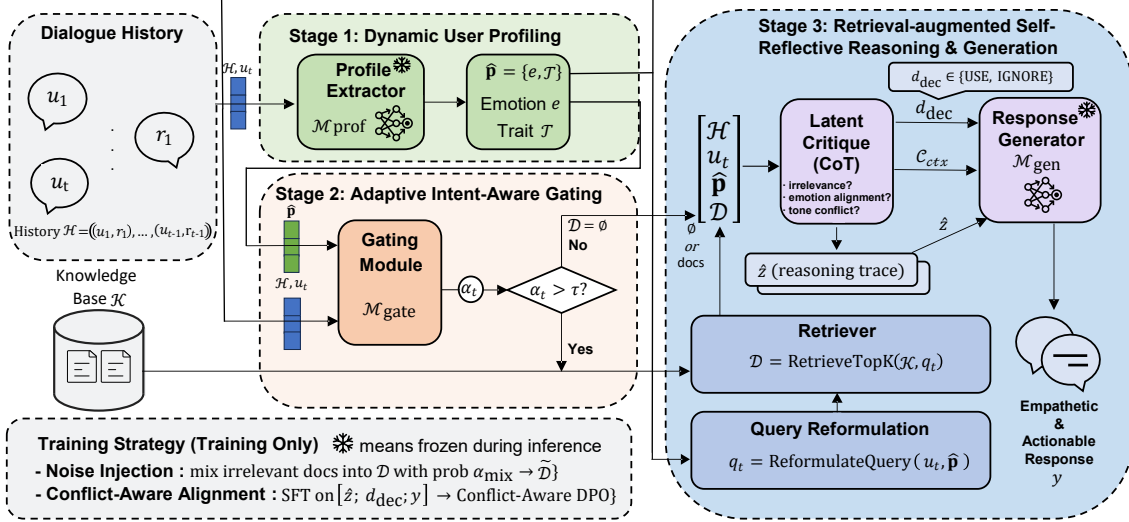 Dialogue History
u₁
r₁
uₜ
History ℋ=((u₁,r₁),...,(uₜ₋₁,rₜ₋₁))
Knowledge
Base 𝒦
ℋ, uₜ
Stage 1: Dynamic User Profiling
Profile
Extractor
ℳprof
p̂ = {e, 𝒯}
Emotion e
Trait 𝒯
Stage 2: Adaptive Intent-Aware Gating
p̂
ℋ, uₜ
Gating
Module
ℳgate
αₜ
αₜ > τ?
𝒟 = ∅
No
Yes
Stage 3: Retrieval-augmented Self-
Reflective Reasoning & Generation
d_dec ∈ {USE, IGNORE}
ℋ
uₜ
p̂
𝒟
∅
or
docs
Latent
Critique
(CoT)
· irrelevance?
· emotion alignment?
· tone conflict?
d_dec
𝒞_ctx
ẑ
Response
Generator
ℳgen
ẑ (reasoning trace)
Retriever
𝒟 = RetrieveTopK(𝒦, qₜ)
Query Reformulation
qₜ = ReformulateQuery(uₜ, p̂)
Empathetic
&
Actionable
Response
y
Training Strategy (Training Only) ❄ means frozen during inference
- Noise Injection : mix irrelevant docs into 𝒟 with prob α_mix → 𝒟̃}
- Conflict-Aware Alignment : SFT on [ẑ; d_dec; y] → Conflict-Aware DPO}